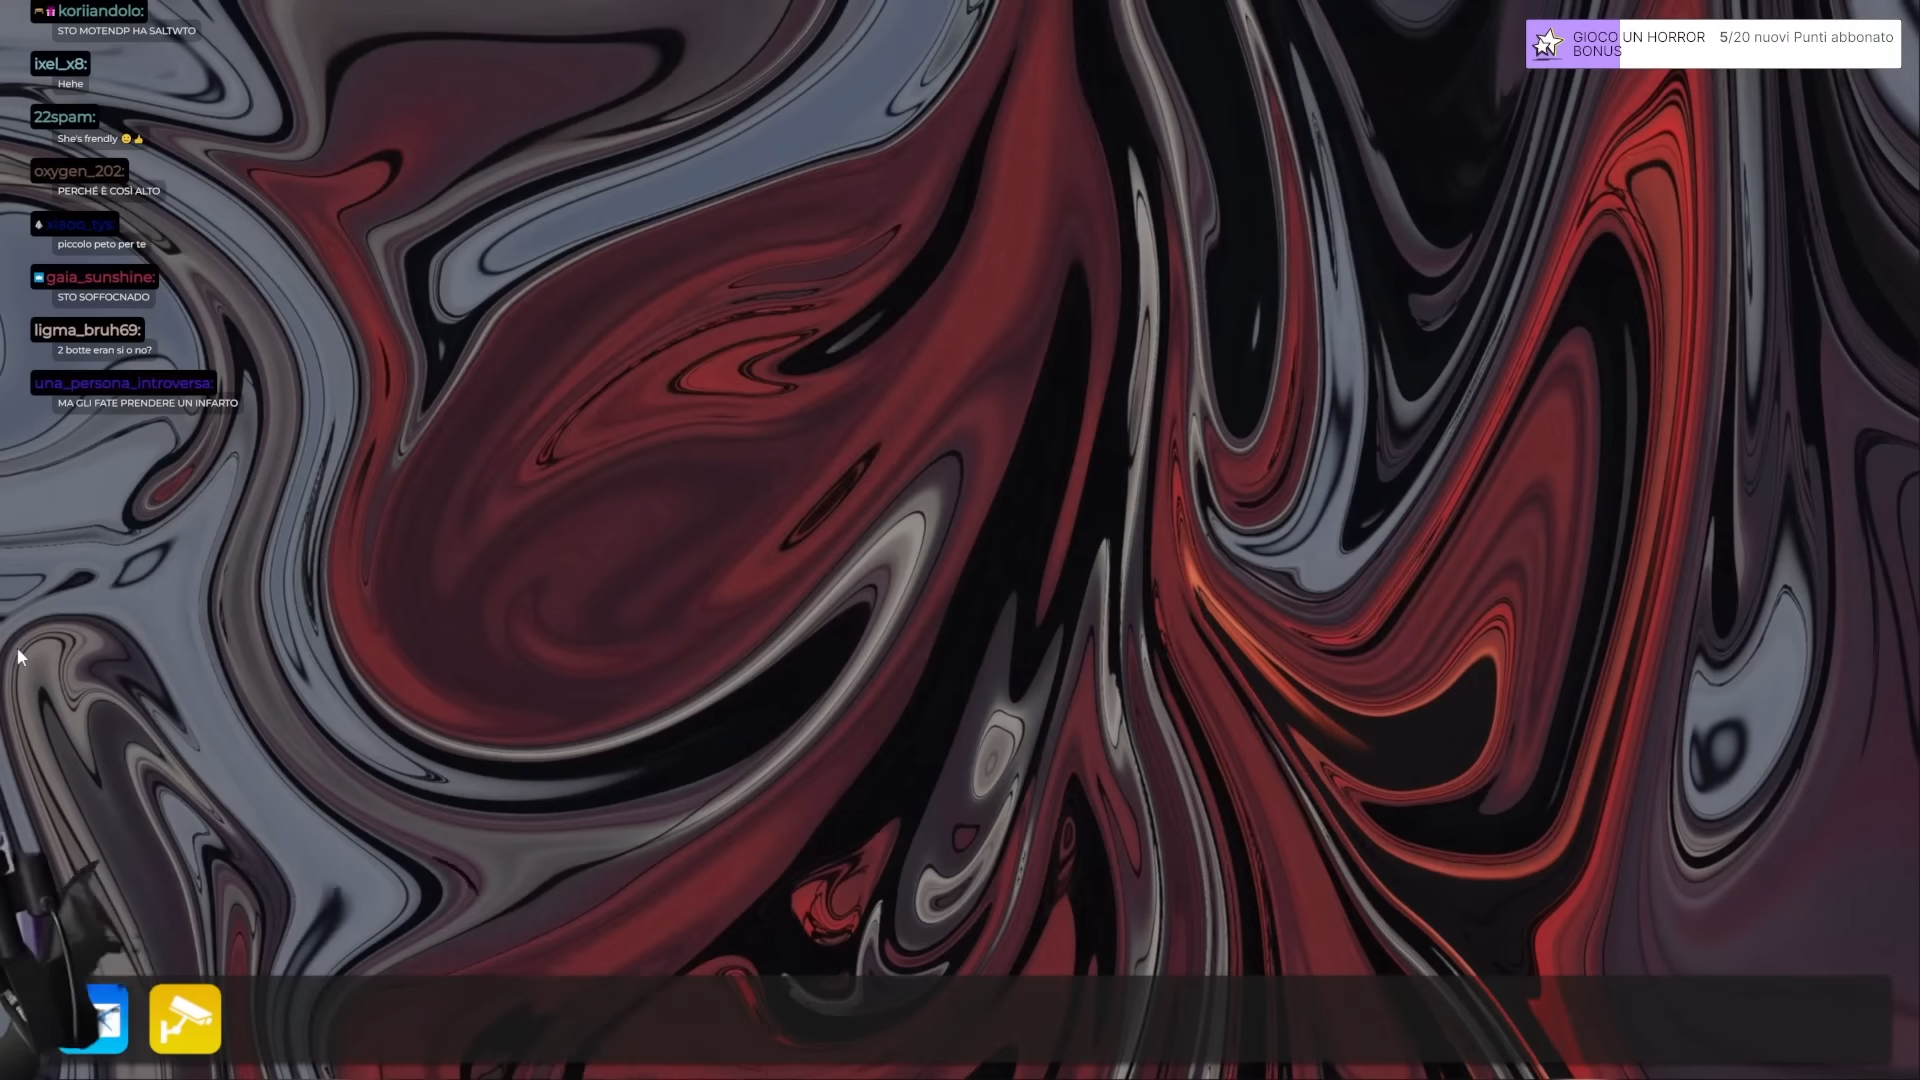 koriiandolo:
STO MOTENDP HA SALTWTO
ixel_x8:
Hehe
22spam:
She's frendly
oxygen_202:
PERCHÉ È COSÌ ALTO
xiaoo_tys:
piccolo peto per te
gaia_sunshine:
STO SOFFOCNADO
ligma_bruh69:
2 botte eran si o no?
una_persona_introversa:
MA GLI FATE PRENDERE UN INFARTO
GIOCO UN HORROR 5/20 nuovi Punti abbonato
BONUS